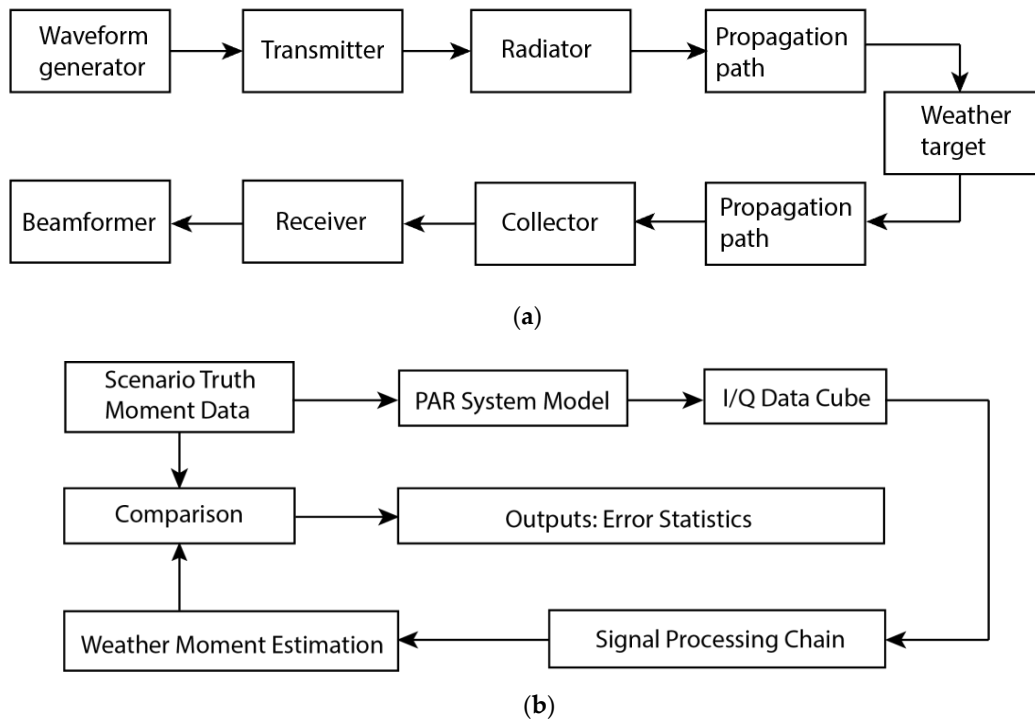 Waveform
generator
Transmitter
Radiator
Propagation
path
Weather
target
Beamformer
Receiver
Collector
Propagation
path
(a)
Scenario Truth
Moment Data
PAR System Model
I/Q Data Cube
Comparison
Outputs: Error Statistics
Weather Moment Estimation
Signal Processing Chain
(b)